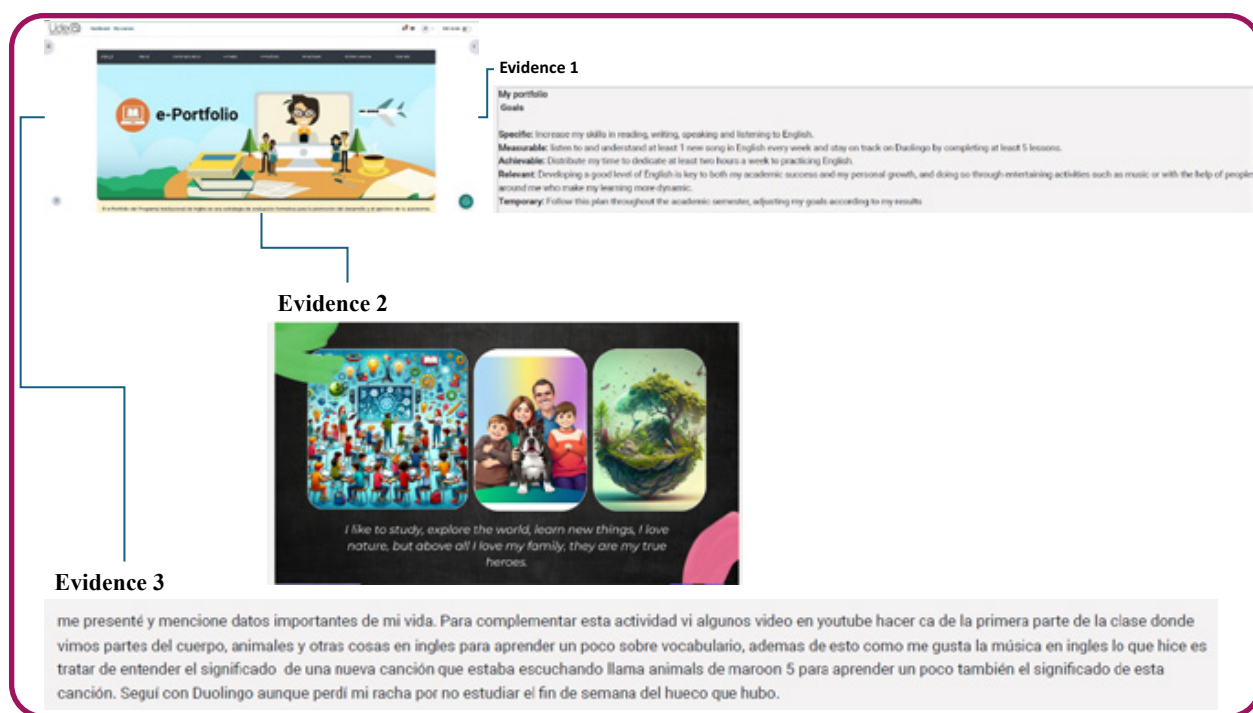 e-Portfolio
Evidence 1
My portfolio
Goals
Specific: Increase my skills in reading, writing, speaking and listening to English.
Measurable: listen to and understand at least 1 new song in English every week and stay on track on Duolingo by completing at least 5 lessons.
Achievable: Distribute my time to dedicate at least two hours a week to practicing English.
Relevant: Developing a good level of English is key to both my academic success and my personal growth, and doing so through entertaining activities such as music or with the help of people
around me who make my learning more dynamic.
Temporary: Follow this plan throughout the academic semester, adjusting my goals according to my results
Evidence 2
I like to study, explore the world, learn new things, I love
nature, but above all I love my family, they are my true
heroes.
Evidence 3
me presenté y mencione datos importantes de mi vida. Para complementar esta actividad vi algunos video en youtube hacer ca de la primera parte de la clase donde
vimos partes del cuerpo, animales y otras cosas en ingles para aprender un poco sobre vocabulario, ademas de esto como me gusta la música en ingles lo que hice es
tratar de entender el significado de una nueva canción que estaba escuchando llama animals de maroon 5 para aprender un poco también el significado de esta
canción. Seguí con Duolingo aunque perdí mi racha por no estudiar el fin de semana del hueco que hubo.